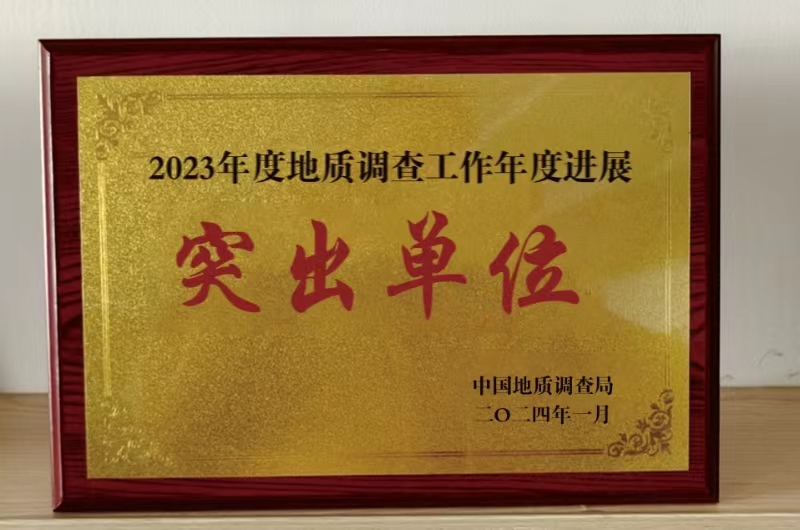 2023年度地质调查工作年度进展
突出单位
中国地质调查局
二〇二四年一月